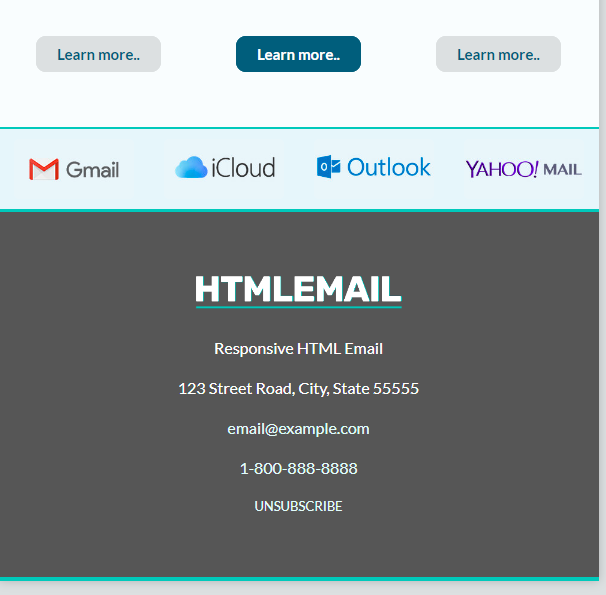 Learn more.. Learn more.. Learn more..
Gmail iCloud Outlook YAHOO! MAIL
HTMLEMAIL
Responsive HTML Email
123 Street Road, City, State 55555
email@example.com
1-800-888-8888
UNSUBSCRIBE